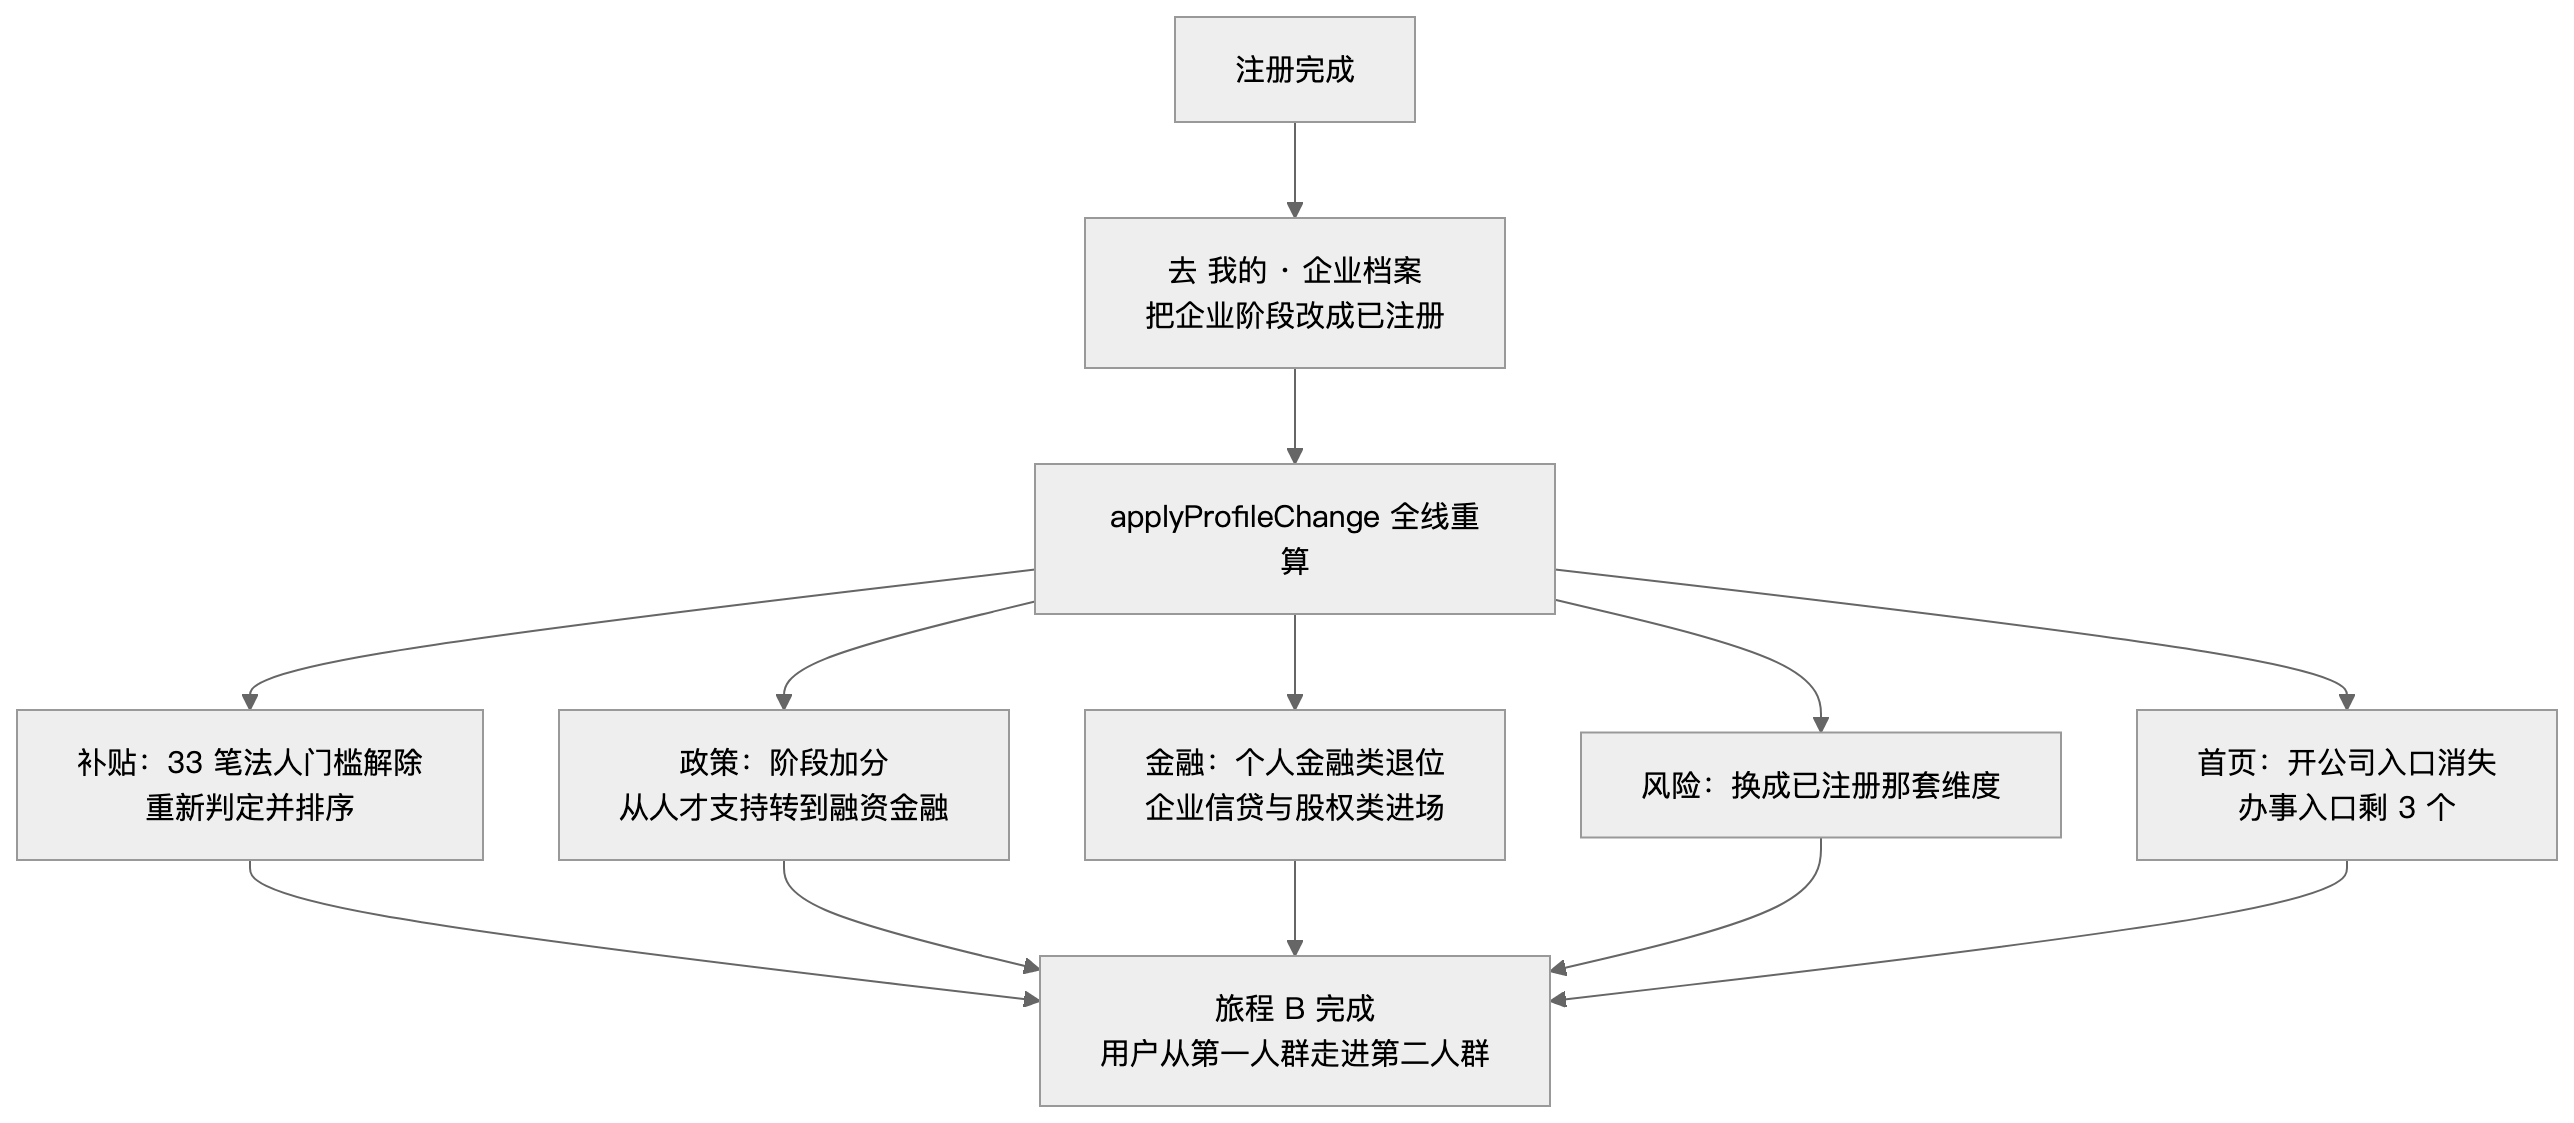 注册完成
去 我的 · 企业档案
把企业阶段改成已注册
applyProfileChange 全线重
算
补贴：33 笔法人门槛解除
重新判定并排序
政策：阶段加分
从人才支持转到融资金融
金融：个人金融类退位
企业信贷与股权类进场
风险：换成已注册那套维度
首页：开公司入口消失
办事入口剩 3 个
旅程 B 完成
用户从第一人群走进第二人群